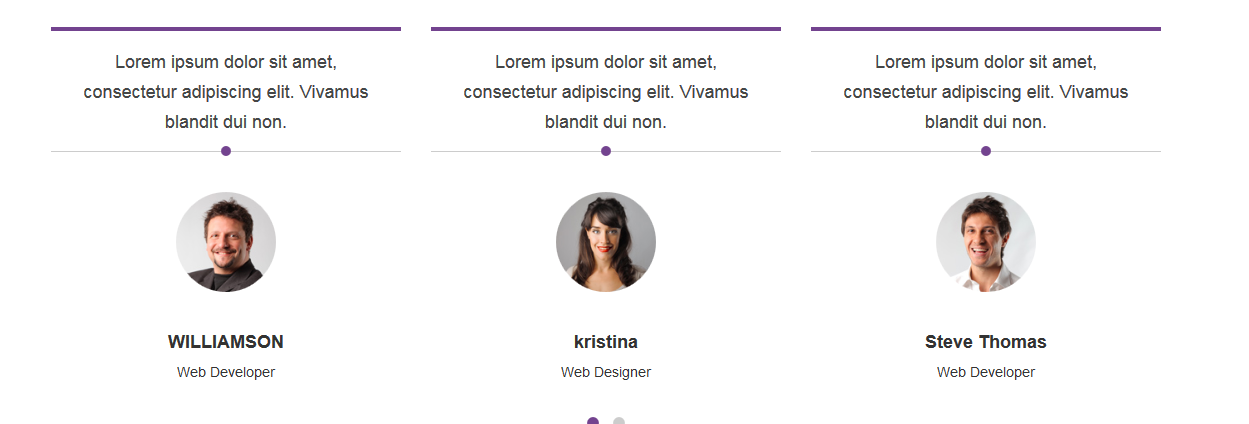 Lorem ipsum dolor sit amet,
consectetur adipiscing elit. Vivamus
blandit dui non.
WILLIAMSON
Web Developer
Lorem ipsum dolor sit amet,
consectetur adipiscing elit. Vivamus
blandit dui non.
kristina
Web Designer
Lorem ipsum dolor sit amet,
consectetur adipiscing elit. Vivamus
blandit dui non.
Steve Thomas
Web Developer